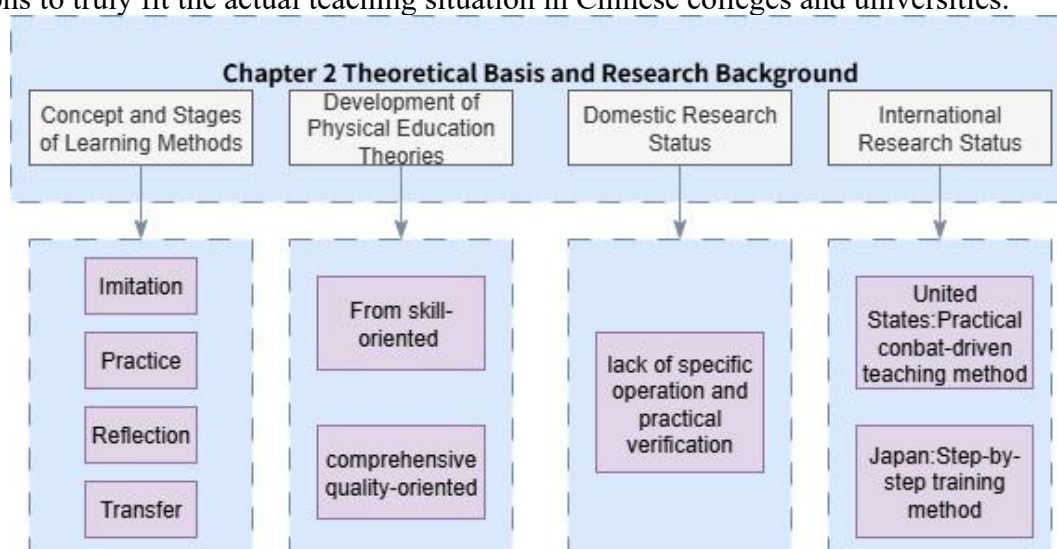 ons to truly fit the actual teaching situation in Chinese colleges and universities.
Chapter 2 Theoretical Basis and Research Background
Concept and Stages
of Learning Methods
Development of
Physical Education
Theories
Domestic Research
Status
International
Research Status
Imitation
Practice
Reflection
Transfer
From skill-
oriented
comprehensive
quality-oriented
lack of specific
operation and
practical
verification
United
States:Practical
conbat-driven
teaching method
Japan:Step-by-
step training
method